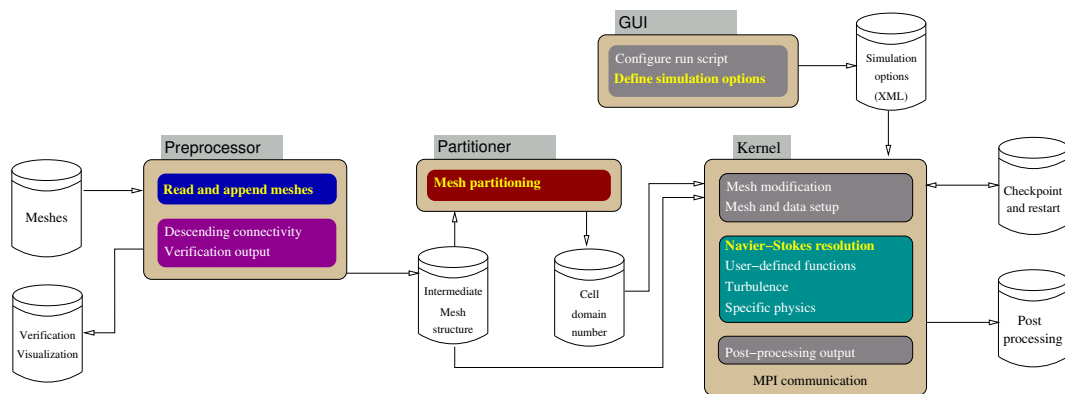 GUI
Configure run script
Define simulation options
Simulation
options
(XML)
Preprocessor
Read and append meshes
Descending connectivity
Verification output
Meshes
Verification
Visualization
Partitioner
Mesh partitioning
Intermediate
Mesh
structure
Cell
domain
number
Kernel
Mesh modification
Mesh and data setup
Navier−Stokes resolution
User−defined functions
Turbulence
Specific physics
Post−processing output
MPI communication
Checkpoint
and restart
Post
processing